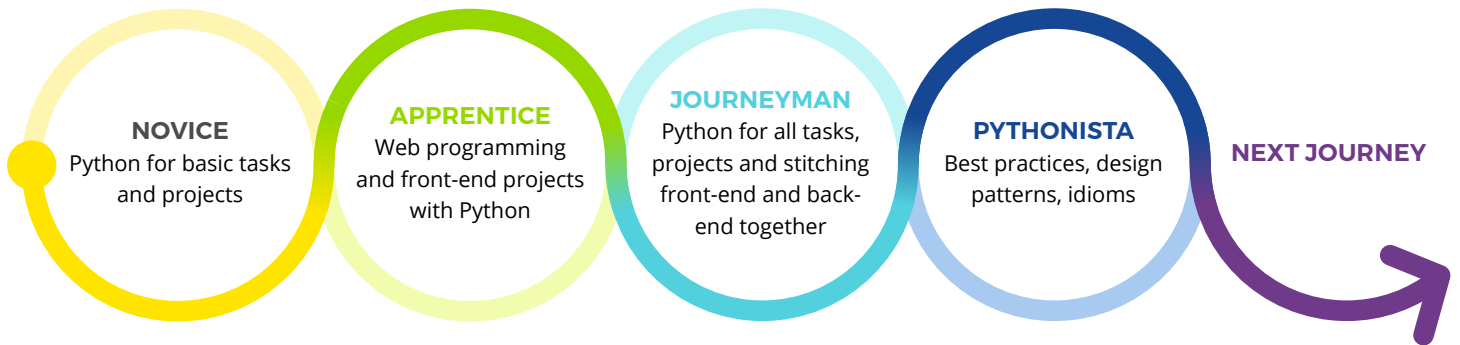 NOVICE
Python for basic tasks
and projects
APPRENTICE
Web programming
and front-end projects
with Python
JOURNEYMAN
Python for all tasks,
projects and stitching
front-end and back-
end together
PYTHONISTA
Best practices, design
patterns, idioms
NEXT JOURNEY